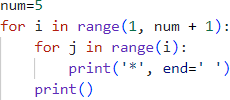 num=5
for i in range(1, num + 1):
    for j in range(i):
        print('*', end=' ')
    print()